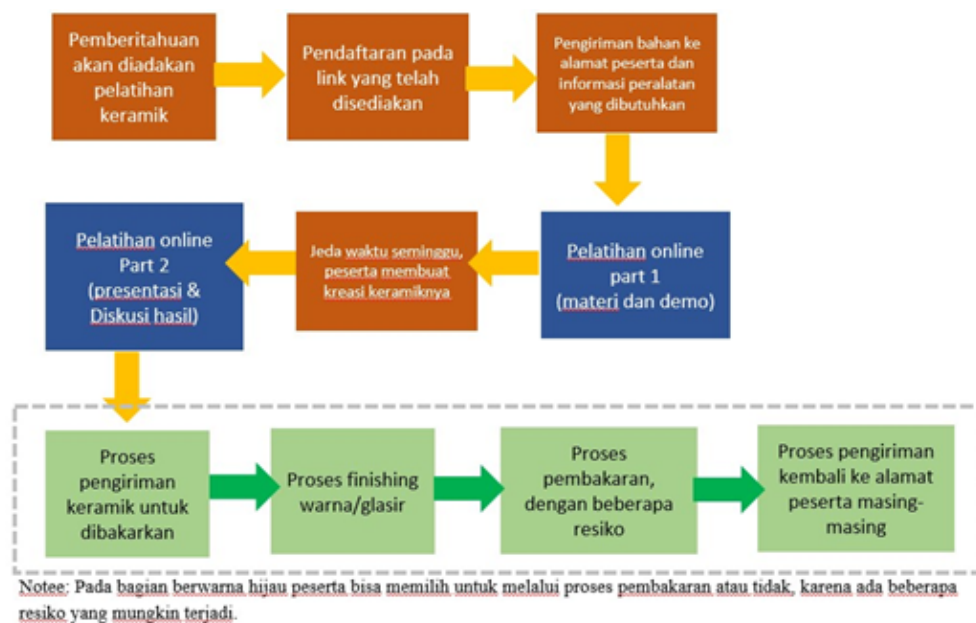 Pemberitahuan
akan diadakan
pelatihan
keramik
Pendaftaran pada
link yang telah
disediakan
Pengiriman bahan ke
alamat peserta dan
informasi peralatan
yang dibutuhkan
Pelatihan online
part 1
(materi dan demo)
Jeda waktu seminggu,
peserta membuat
kreasi keramiknya
Pelatihan online
Part 2
(presentasi &
Diskusi hasil)
Proses
pengiriman
keramik untuk
dibakarkan
Proses finishing
warna/glasir
Proses
pembakaran,
dengan beberapa
resiko
Proses pengiriman
kembali ke alamat
peserta masing-
masing
Notee: Pada bagian berwarna hijau peserta bisa memilih untuk melalui proses pembakaran atau tidak, karena ada beberapa
resiko yang mungkin terjadi.